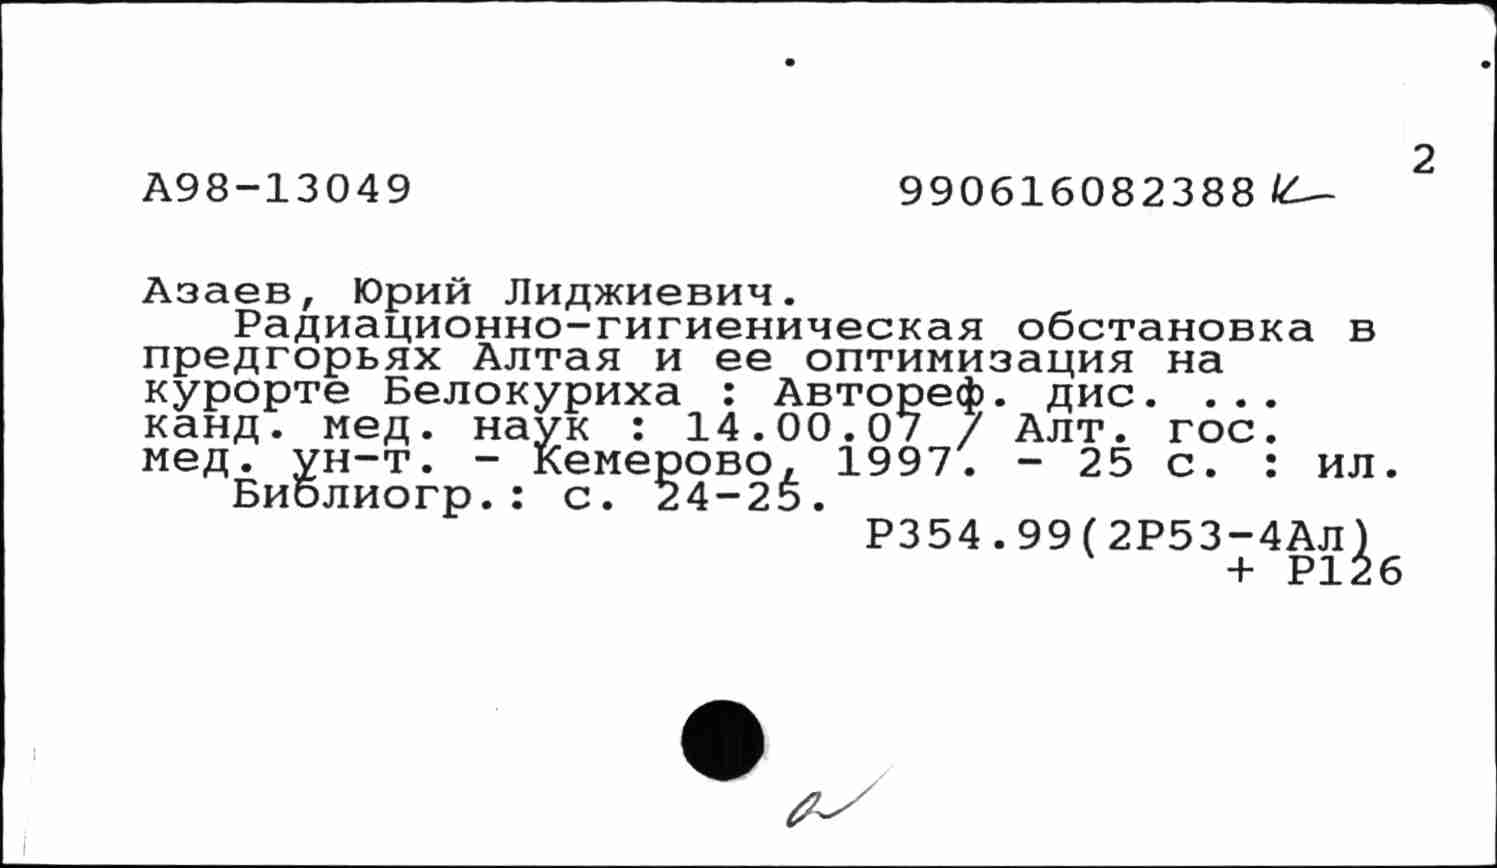 2
А98-13049 990616082388
Азаев, Юрий Лиджиевич.
Радиационно-гигиеническая обстановка в
предгорьях Алтая и ее оптимизация на
курорте Белокуриха : Автореф. дис. ...
канд. мед. наук : 14.00.07 / Алт. гос.
мед. ун-т. - Кемерово, 1997. - 25 с. : ил.
Библиогр.: с. 24-25.
Р354.99(2Р53-4Ал)
+ Р126